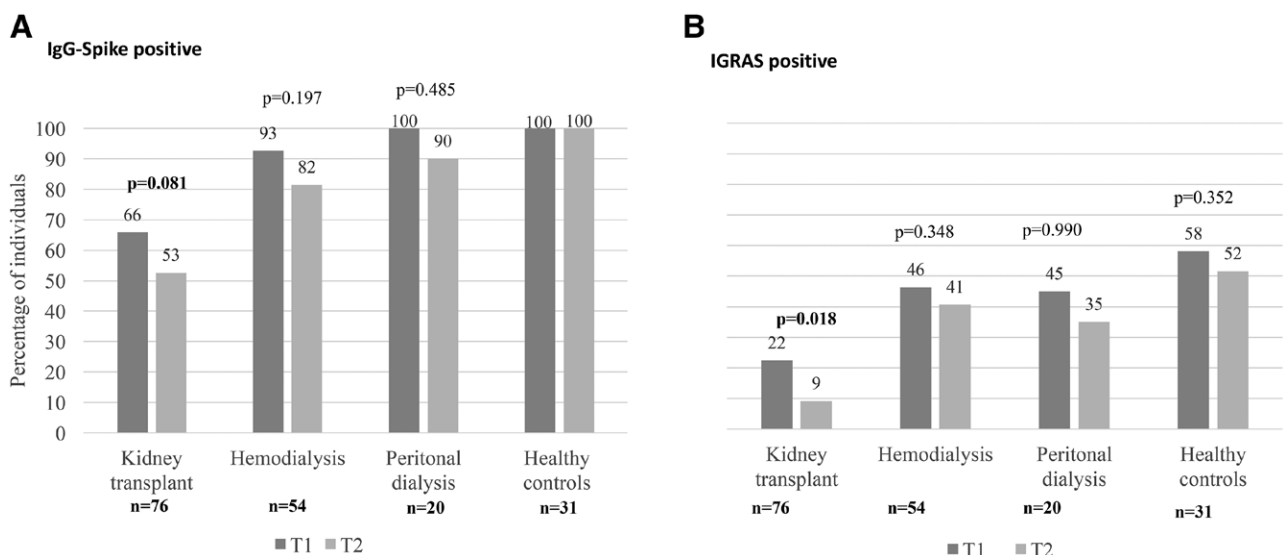 A
IgG-Spike positive
p=0.197
p=0.485
p=0.081
Percentage of individuals
100
90
80
70
60
50
40
30
20
10
0
66
53
93
82
100
90
100
100
Kidney transplant
Hemodialysis
Peritonal dialysis
Healthy controls
n=76
n=54
n=20
n=31
T1 T2
B
IGRAS positive
p=0.352
p=0.348
p=0.990
p=0.018
22
9
46
41
45
35
58
52
Kidney transplant
Hemodialysis
Peritonal dialysis
Healthy controls
n=76
n=54
n=20
n=31
T1 T2